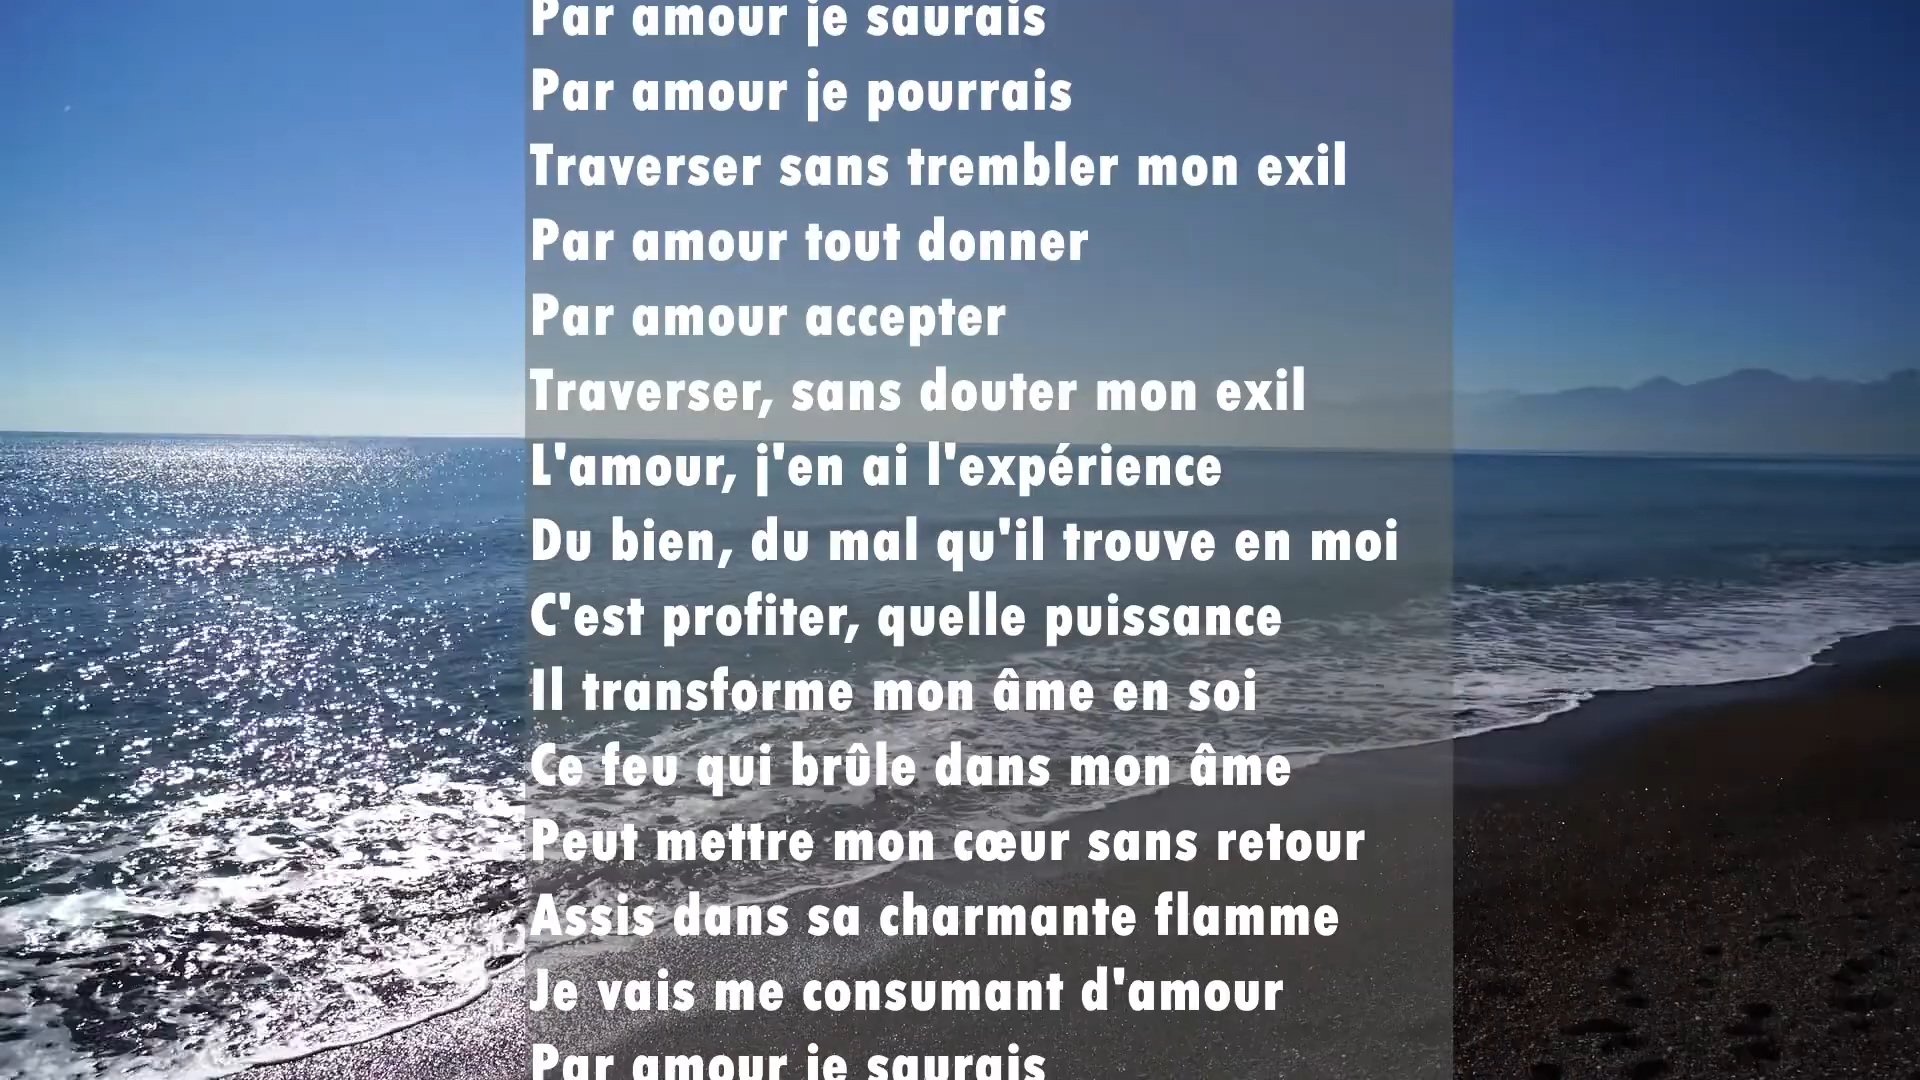 Par amour je saurais
Par amour je pourrais
Traverser sans trembler mon exil
Par amour tout donner
Par amour accepter
Traverser, sans douter mon exil
L'amour, j'en ai l'expérience
Du bien, du mal qu'il trouve en moi
C'est profiter, quelle puissance
Il transforme mon âme en soi
Ce feu qui brûle dans mon âme
Peut mettre mon cœur sans retour
Assis dans sa charmante flamme
Je vais me consumant d'amour
Par amour je saurais